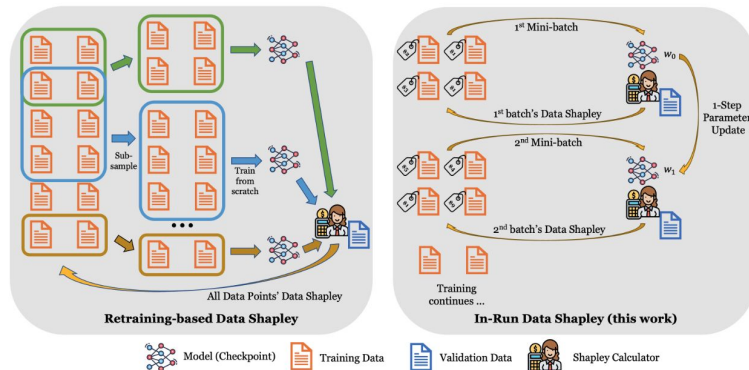 1st Mini-batch
w0
1st batch's Data Shapley
1-Step
Parameter
Update
2nd Mini-batch
w1
2nd batch's Data Shapley
Training
continues ...
Sub-
sample
Train
from
scratch
...
All Data Points' Data Shapley
Retraining-based Data Shapley
In-Run Data Shapley (this work)
Model (Checkpoint)
Training Data
Validation Data
Shapley Calculator